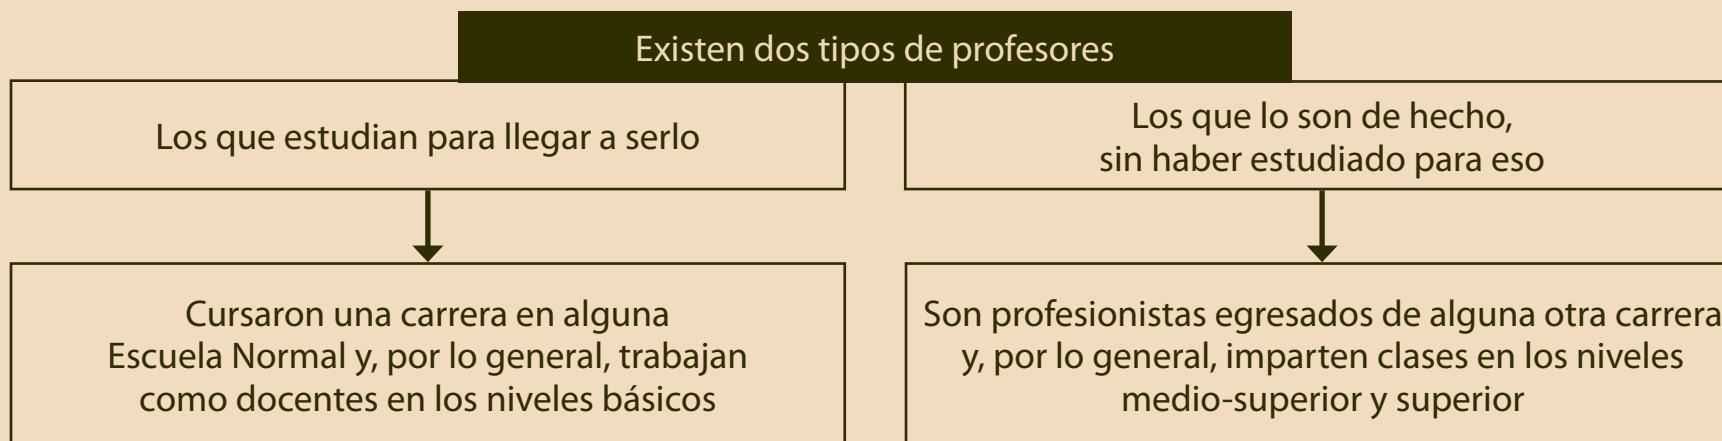 Existen dos tipos de profesores
Los que estudian para llegar a serlo
Los que lo son de hecho,
sin haber estudiado para eso
Cursaron una carrera en alguna
Escuela Normal y, por lo general, trabajan
como docentes en los niveles básicos
Son profesionistas egresados de alguna otra carrera
y, por lo general, imparten clases en los niveles
medio-superior y superior